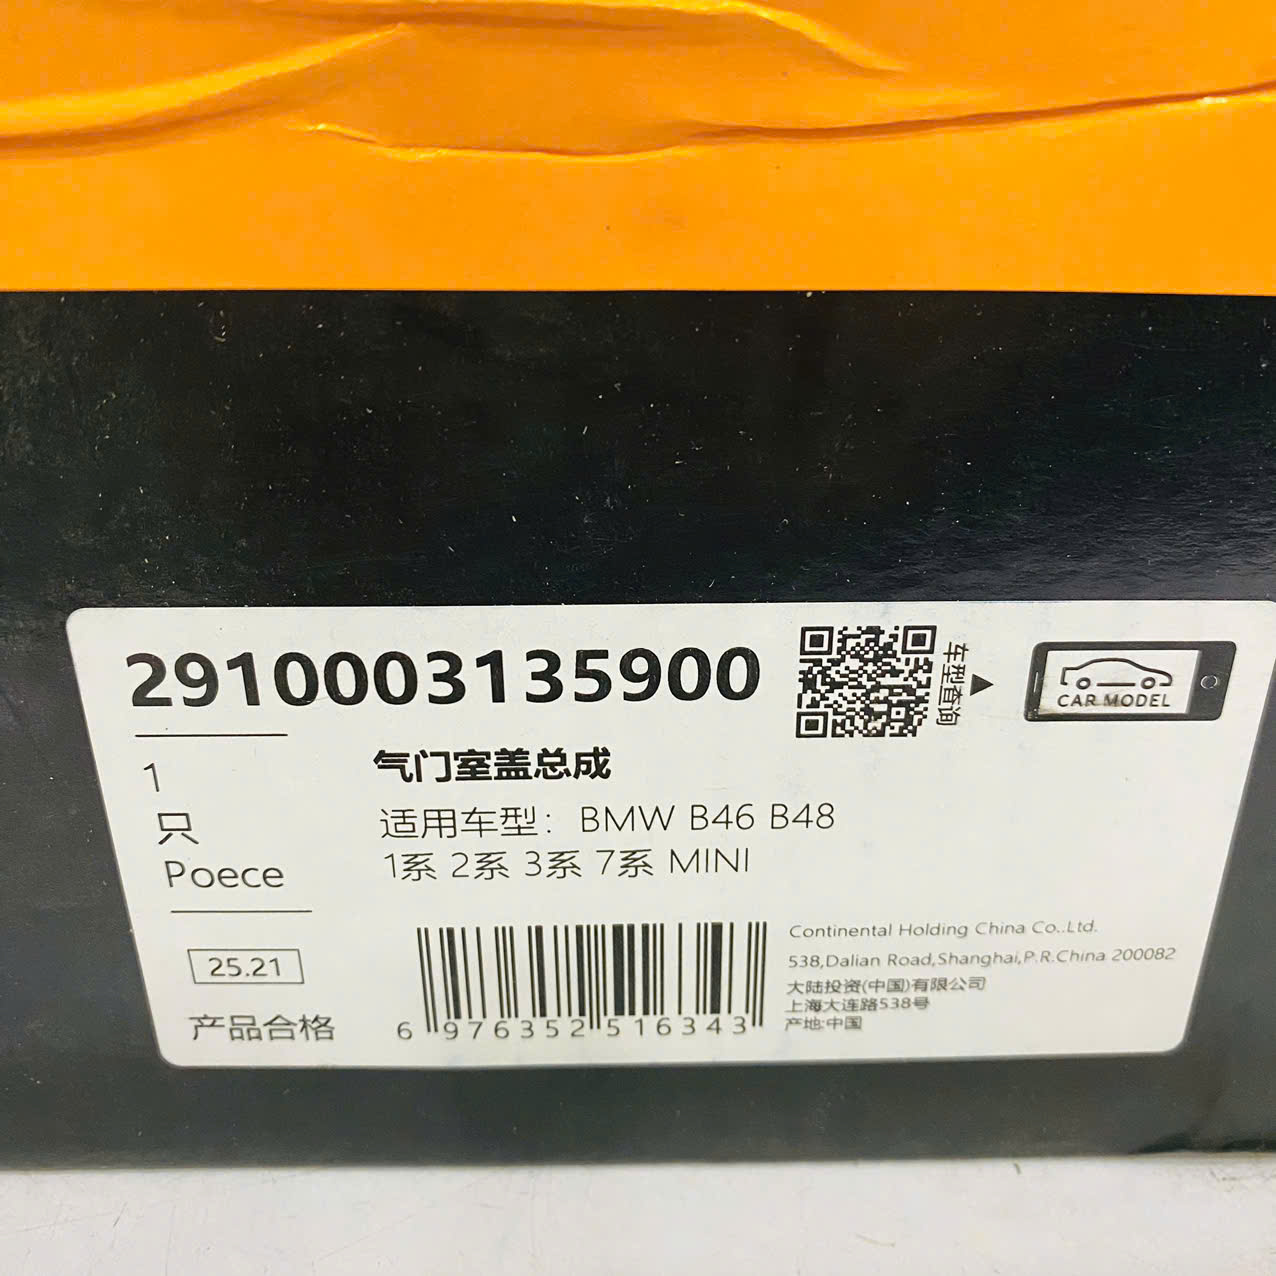 2910003135900
车型查询
CAR MODEL
1
只
Poece
气门室盖总成
适用车型: BMW B46 B48
1系 2系 3系 7系 MINI
25.21
产品合格
6 976352 516343
Continental Holding China Co..Ltd.
538,Dalian Road,Shanghai,P.R.China 200082
大陆投资(中国)有限公司
上海大连路538号
产地:中国